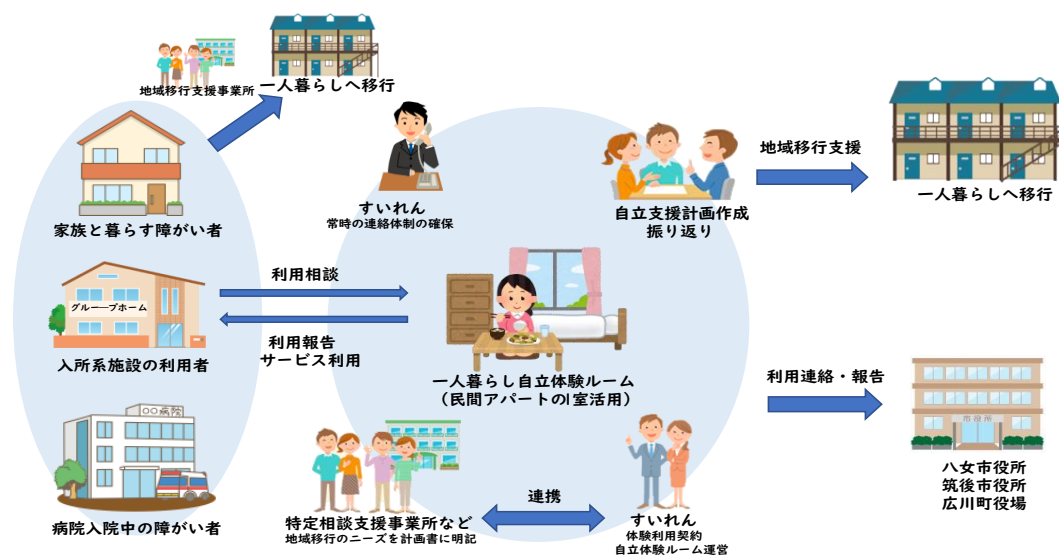 地域移行支援事業所
一人暮らしへ移行
家族と暮らす障がい者
グループホーム
入所系施設の利用者
〇〇病院
病院入院中の障がい者
すいれん
常時の連絡体制の確保
利用相談
利用報告
サービス利用
一人暮らし自立体験ルーム
(民間アパートの1室活用)
自立支援計画作成
振り返り
特定相談支援事業所など
地域移行のニーズを計画書に明記
連携
すいれん
体験利用契約
自立体験ルーム運営
地域移行支援
一人暮らしへ移行
利用連絡・報告
市役所
八女市役所
筑後市役所
広川町役場